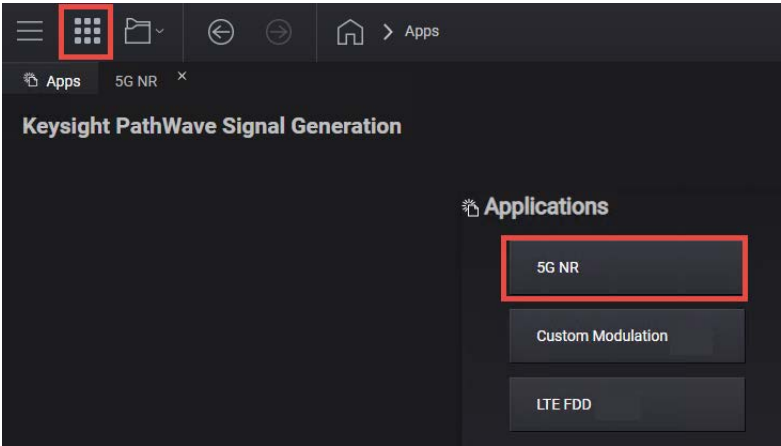 Apps
Apps
5G NR
Keysight PathWave Signal Generation
Applications
5G NR
Custom Modulation
LTE FDD